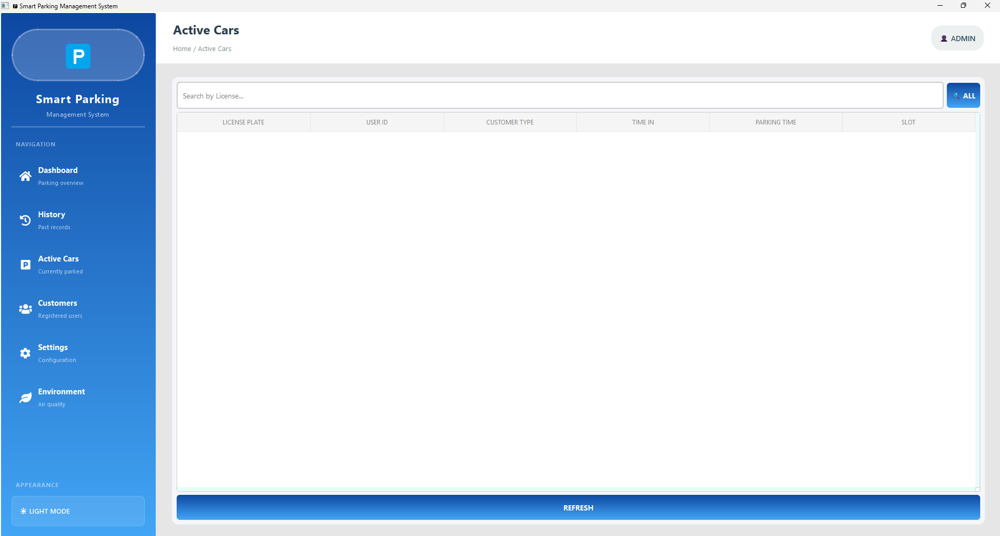 Smart Parking Management System
P
Smart Parking
Management System
NAVIGATION
Dashboard
Parking overview
History
Past records
P
Active Cars
Currently parked
Customers
Registered users
Settings
Configuration
Environment
Air quality
APPEARANCE
LIGHT MODE
Active Cars
Home / Active Cars
ADMIN
Search by License...
ALL
LICENSE PLATE USER ID CUSTOMER TYPE TIME IN PARKING TIME SLOT
REFRESH